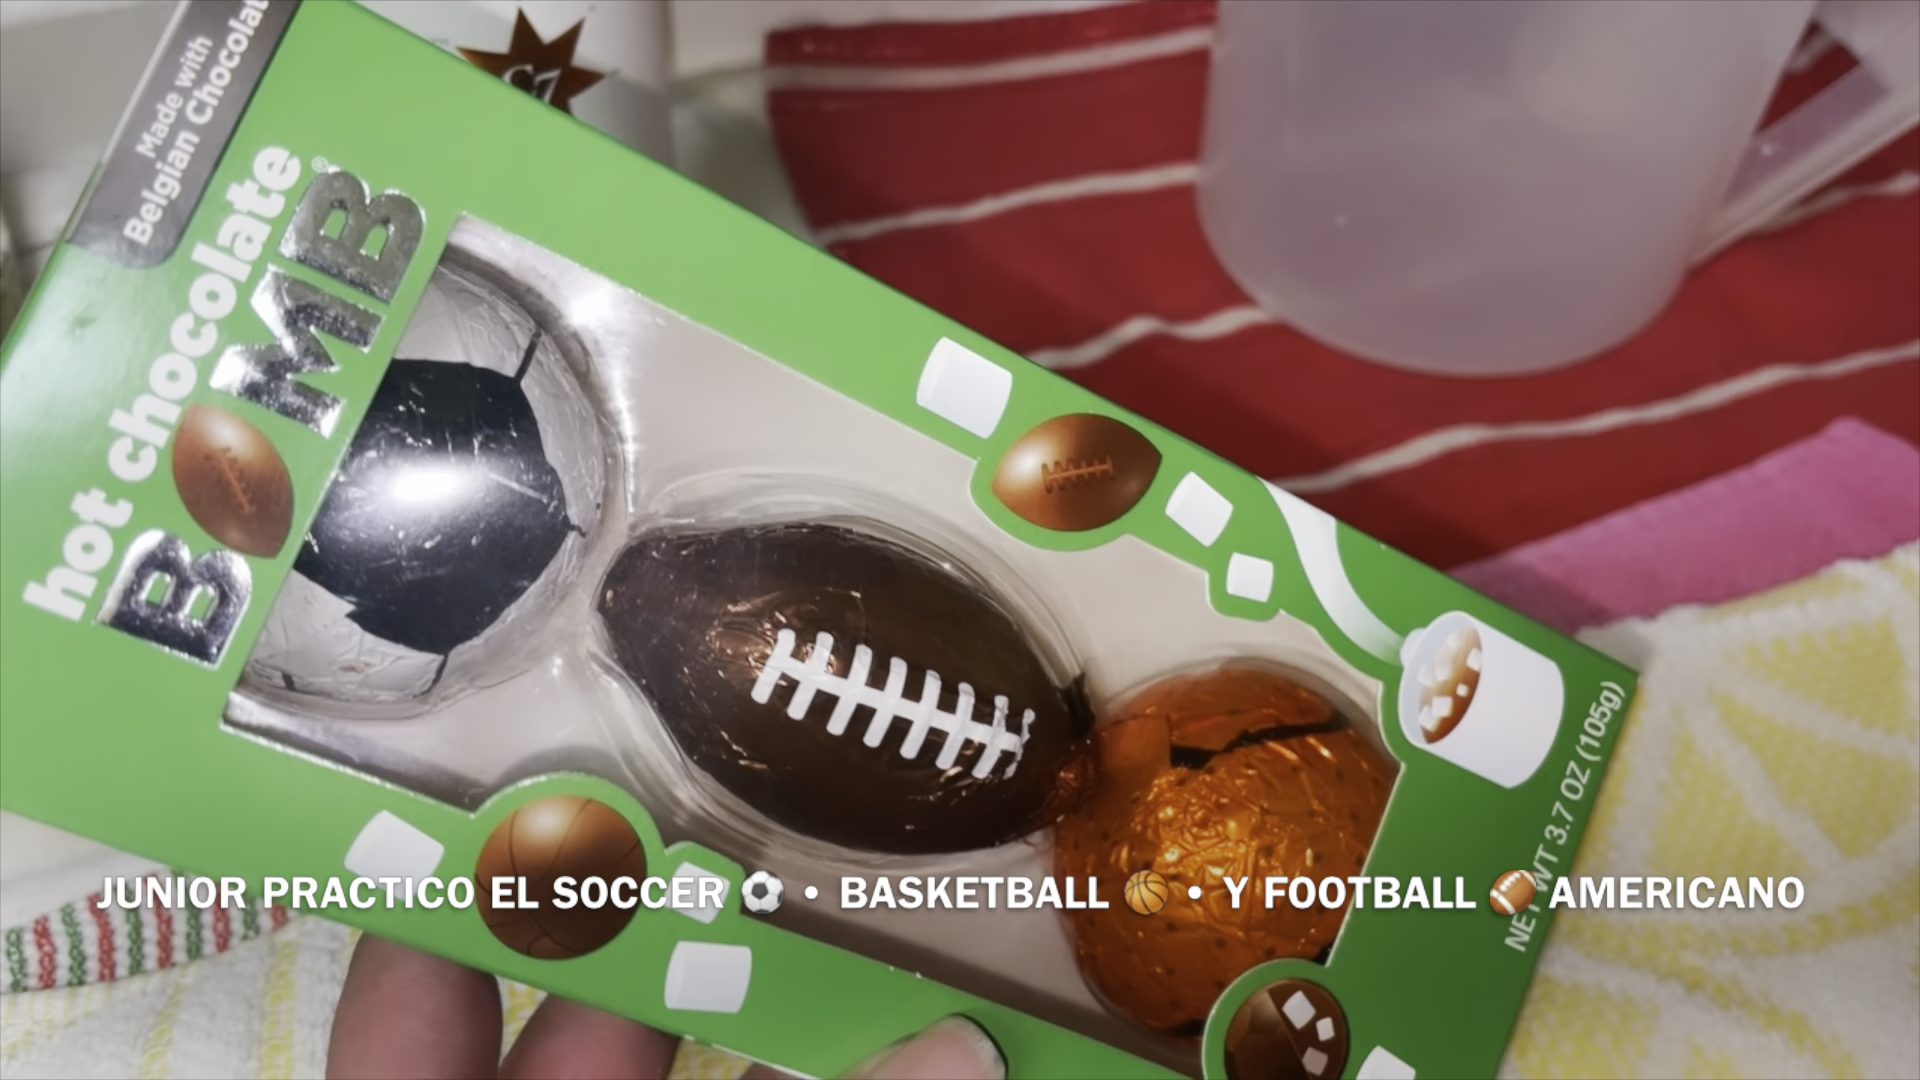 Made with
Belgian Chocolat
hot chocolate
BOMB®
JUNIOR PRACTICO EL SOCCER ⚽ • BASKETBALL 🏀 • Y FOOTBALL 🏈 AMERICANO
NET WT 3.7 OZ (105g)